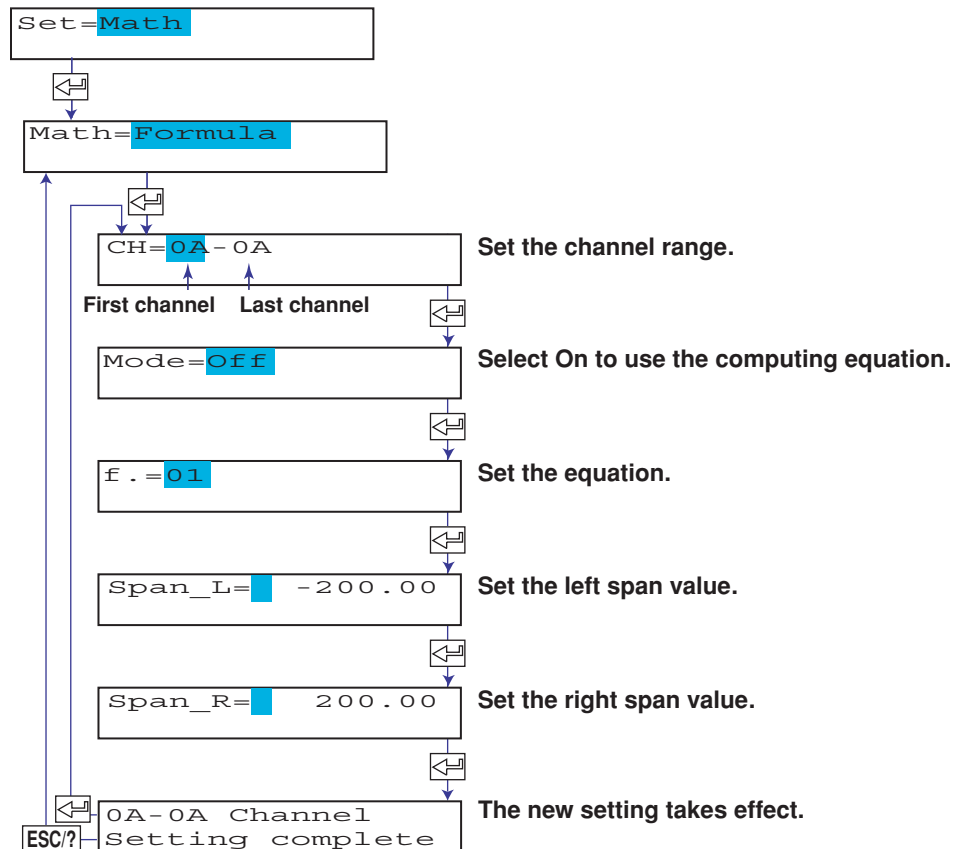 Set=Math
Math=Formula
CH=0A-0A
Set the channel range.
First channel Last channel
Mode=Off
Select On to use the computing equation.
f.=01
Set the equation.
Span_L= -200.00
Set the left span value.
Span_R= 200.00
Set the right span value.
0A-0A Channel
The new setting takes effect.
ESC/? Setting complete